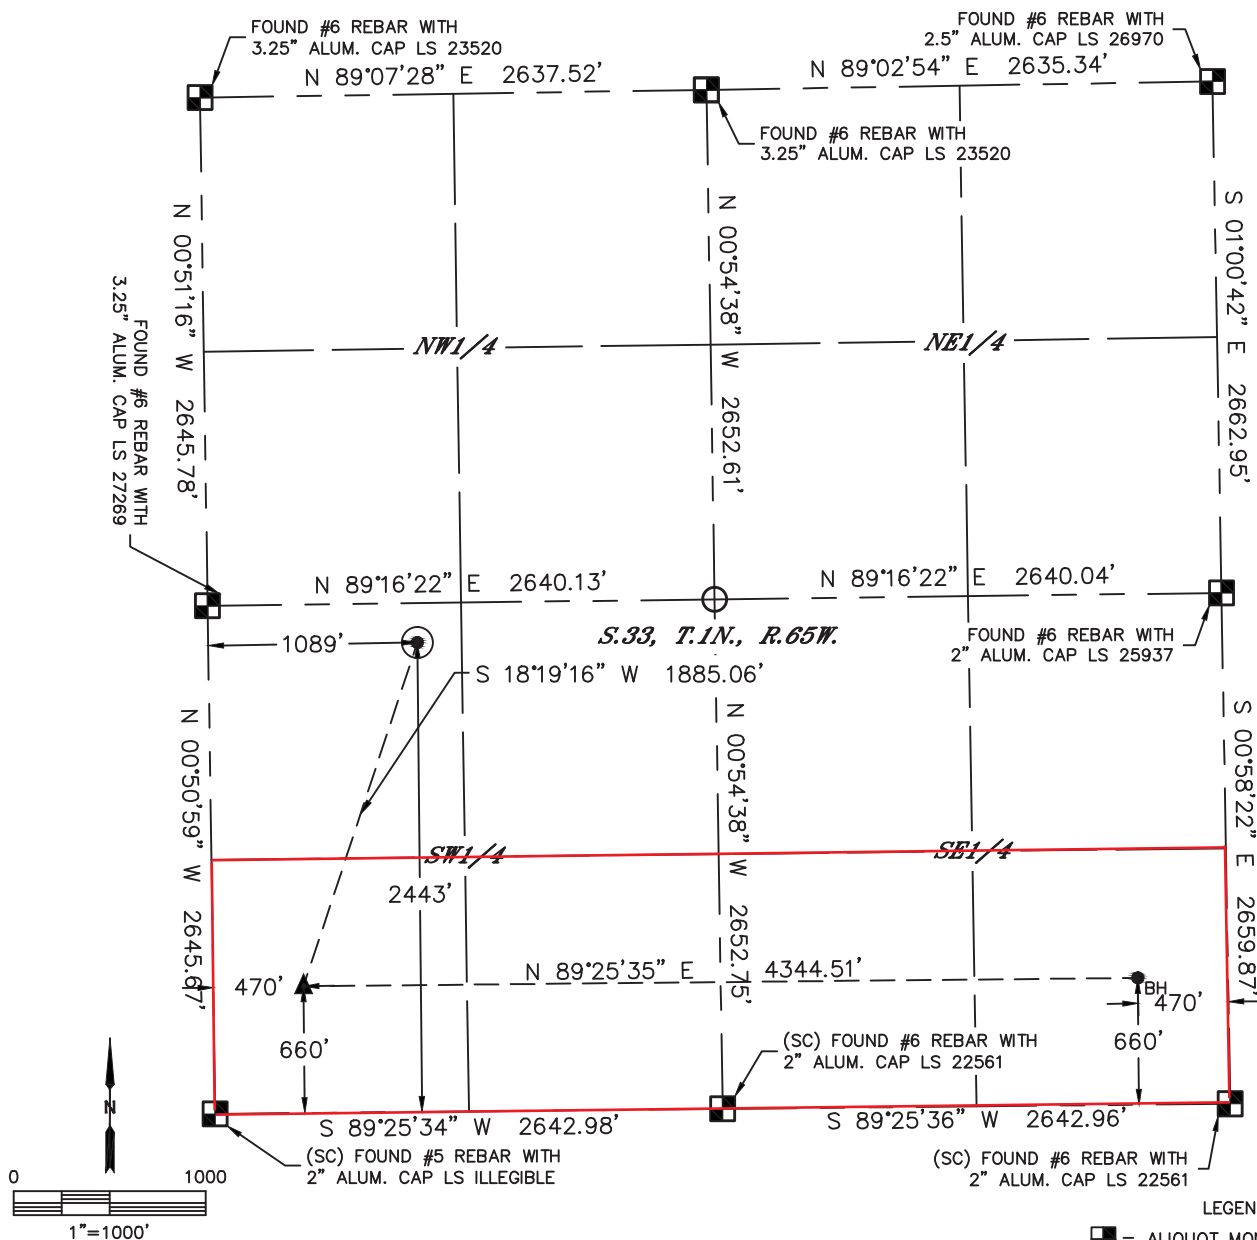 FOUND #6 REBAR WITH
3.25” ALUM. CAP LS 23520
FOUND #6 REBAR WITH
2.5” ALUM. CAP LS 26970
N 89°07'28” E 2637.52'
N 89°02'54” E 2635.34'
FOUND #6 REBAR WITH
3.25” ALUM. CAP LS 23520
N 00°51'16” W 2645.78'
N 00°54'38” W 2652.61'
S 01°00'42” E 2662.95'
FOUND #6 REBAR WITH
3.25” ALUM. CAP LS 27269
NW1/4
NE1/4
N 89°16'22” E 2640.13'
N 89°16'22” E 2640.04'
S.33, T.1N., R.65W.
FOUND #6 REBAR WITH
2” ALUM. CAP LS 25937
1089'
S 18°19'16” W 1885.06'
N 00°50'59” W 2645.67'
N 00°54'38” W 2652.75'
S 00°58'22” E 2659.87'
SW1/4
SE1/4
2443'
N 89°25'35” E 4344.51'
470'
BH
470'
660'
660'
(SC) FOUND #6 REBAR WITH
2” ALUM. CAP LS 22561
N
S 89°25'34” W 2642.98'
S 89°25'36” W 2642.96'
(SC) FOUND #5 REBAR WITH
2” ALUM. CAP LS ILLEGIBLE
(SC) FOUND #6 REBAR WITH
2” ALUM. CAP LS 22561
0 1000
1”=1000'
LEGEN
= ALIQUOT MO